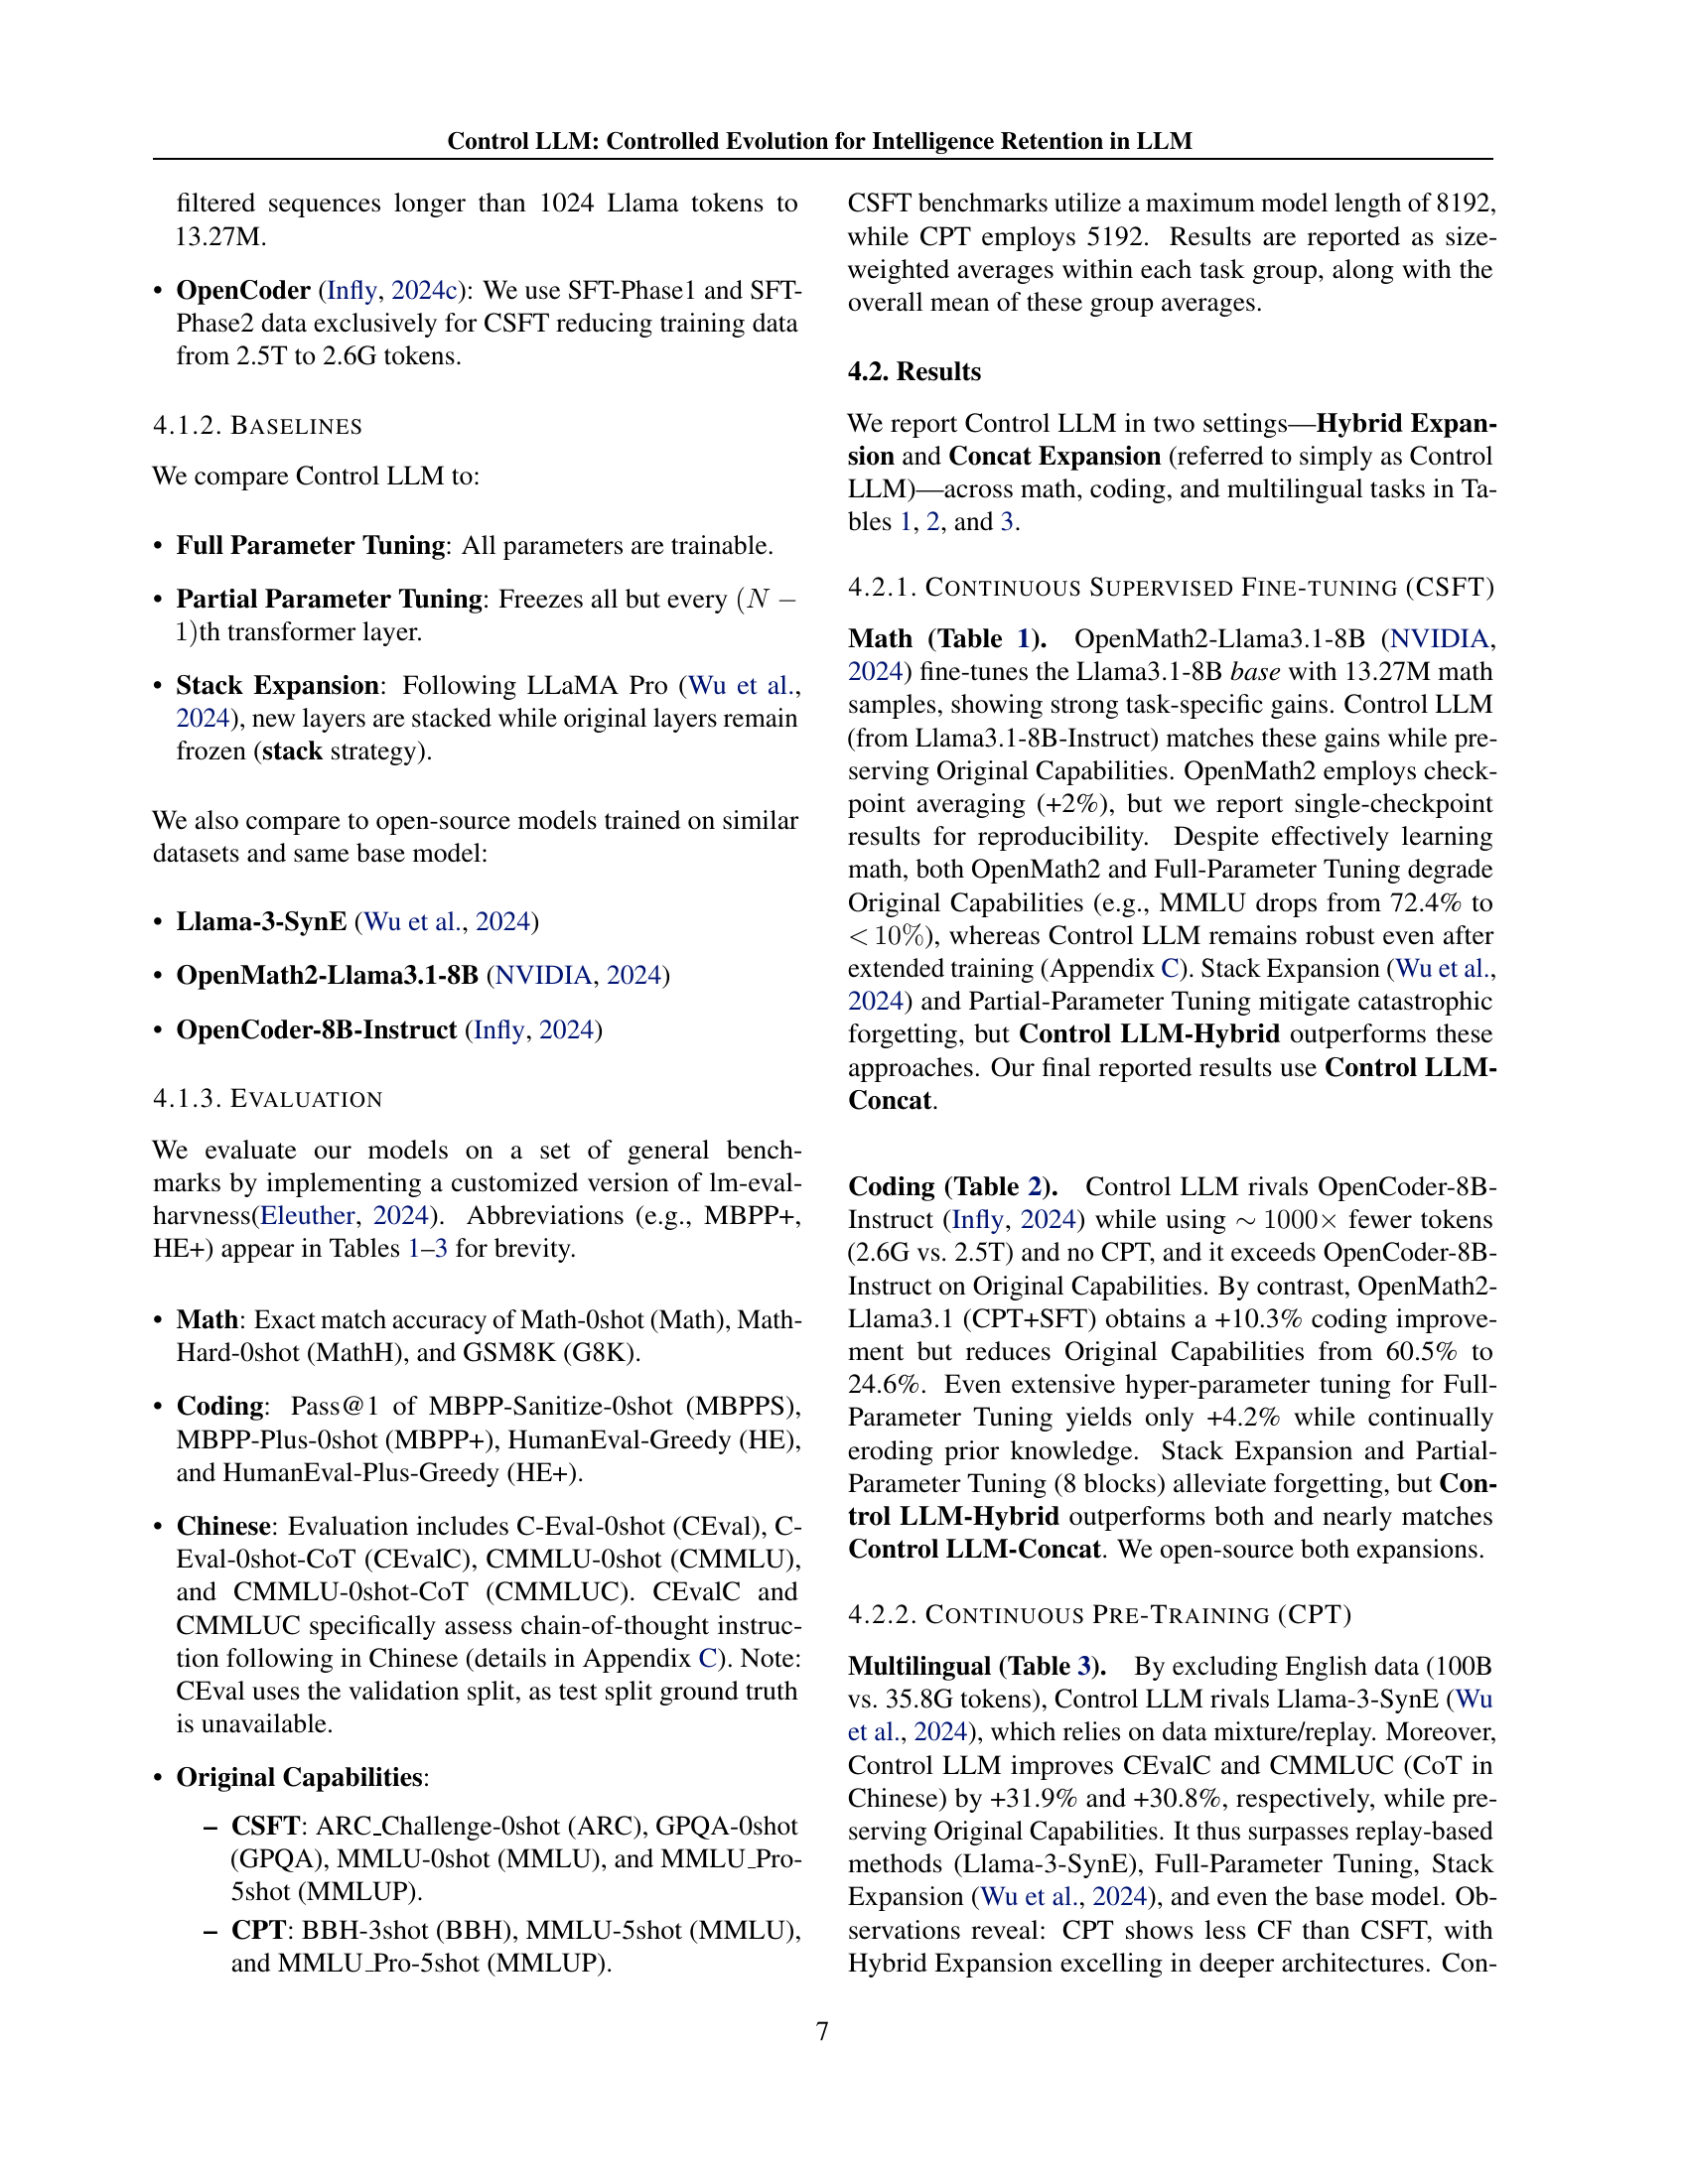 Control LLM: Controlled Evolution for Intelligence Retention in LLM
filtered sequences longer than 1024 Llama tokens to
13.27M.
• OpenCoder (Infly, 2024c): We use SFT-Phase1 and SFT-
Phase2 data exclusively for CSFT reducing training data
from 2.5T to 2.6G tokens.
4.1.2. BASELINES
We compare Control LLM to:
• Full Parameter Tuning: All parameters are trainable.
• Partial Parameter Tuning: Freezes all but every (N −
1)th transformer layer.
• Stack Expansion: Following LLaMA Pro (Wu et al.,
2024), new layers are stacked while original layers remain
frozen (stack strategy).
We also compare to open-source models trained on similar
datasets and same base model:
• Llama-3-SynE (Wu et al., 2024)
• OpenMath2-Llama3.1-8B (NVIDIA, 2024)
• OpenCoder-8B-Instruct (Infly, 2024)
4.1.3. EVALUATION
We evaluate our models on a set of general bench-
marks by implementing a customized version of lm-eval-
harvness(Eleuther, 2024). Abbreviations (e.g., MBPP+,
HE+) appear in Tables 1–3 for brevity.
• Math: Exact match accuracy of Math-0shot (Math), Math-
Hard-0shot (MathH), and GSM8K (G8K).
• Coding: Pass@1 of MBPP-Sanitize-0shot (MBPPS),
MBPP-Plus-0shot (MBPP+), HumanEval-Greedy (HE),
and HumanEval-Plus-Greedy (HE+).
• Chinese: Evaluation includes C-Eval-0shot (CEval), C-
Eval-0shot-CoT (CEvalC), CMMLU-0shot (CMMLU),
and CMMLU-0shot-CoT (CMMLUC). CEvalC and
CMMLUC specifically assess chain-of-thought instruc-
tion following in Chinese (details in Appendix C). Note:
CEval uses the validation split, as test split ground truth
is unavailable.
• Original Capabilities:
– CSFT: ARC_Challenge-0shot (ARC), GPQA-0shot
(GPQA), MMLU-0shot (MMLU), and MMLU_Pro-
5shot (MMLUP).
– CPT: BBH-3shot (BBH), MMLU-5shot (MMLU),
and MMLU_Pro-5shot (MMLUP).
CSFT benchmarks utilize a maximum model length of 8192,
while CPT employs 5192. Results are reported as size-
weighted averages within each task group, along with the
overall mean of these group averages.
4.2. Results
We report Control LLM in two settings—Hybrid Expan-
sion and Concat Expansion (referred to simply as Control
LLM)—across math, coding, and multilingual tasks in Ta-
bles 1, 2, and 3.
4.2.1. CONTINUOUS SUPERVISED FINE-TUNING (CSFT)
Math (Table 1). OpenMath2-Llama3.1-8B (NVIDIA,
2024) fine-tunes the Llama3.1-8B base with 13.27M math
samples, showing strong task-specific gains. Control LLM
(from Llama3.1-8B-Instruct) matches these gains while pre-
serving Original Capabilities. OpenMath2 employs check-
point averaging (+2%), but we report single-checkpoint
results for reproducibility. Despite effectively learning
math, both OpenMath2 and Full-Parameter Tuning degrade
Original Capabilities (e.g., MMLU drops from 72.4% to
< 10%), whereas Control LLM remains robust even after
extended training (Appendix C). Stack Expansion (Wu et al.,
2024) and Partial-Parameter Tuning mitigate catastrophic
forgetting, but Control LLM-Hybrid outperforms these
approaches. Our final reported results use Control LLM-
Concat.
Coding (Table 2). Control LLM rivals OpenCoder-8B-
Instruct (Infly, 2024) while using ∼ 1000× fewer tokens
(2.6G vs. 2.5T) and no CPT, and it exceeds OpenCoder-8B-
Instruct on Original Capabilities. By contrast, OpenMath2-
Llama3.1 (CPT+SFT) obtains a +10.3% coding improve-
ment but reduces Original Capabilities from 60.5% to
24.6%. Even extensive hyper-parameter tuning for Full-
Parameter Tuning yields only +4.2% while continually
eroding prior knowledge. Stack Expansion and Partial-
Parameter Tuning (8 blocks) alleviate forgetting, but Con-
trol LLM-Hybrid outperforms both and nearly matches
Control LLM-Concat. We open-source both expansions.
4.2.2. CONTINUOUS PRE-TRAINING (CPT)
Multilingual (Table 3). By excluding English data (100B
vs. 35.8G tokens), Control LLM rivals Llama-3-SynE (Wu
et al., 2024), which relies on data mixture/replay. Moreover,
Control LLM improves CEvalC and CMMLUC (CoT in
Chinese) by +31.9% and +30.8%, respectively, while pre-
serving Original Capabilities. It thus surpasses replay-based
methods (Llama-3-SynE), Full-Parameter Tuning, Stack
Expansion (Wu et al., 2024), and even the base model. Ob-
servations reveal: CPT shows less CF than CSFT, with
Hybrid Expansion excelling in deeper architectures. Con-
7